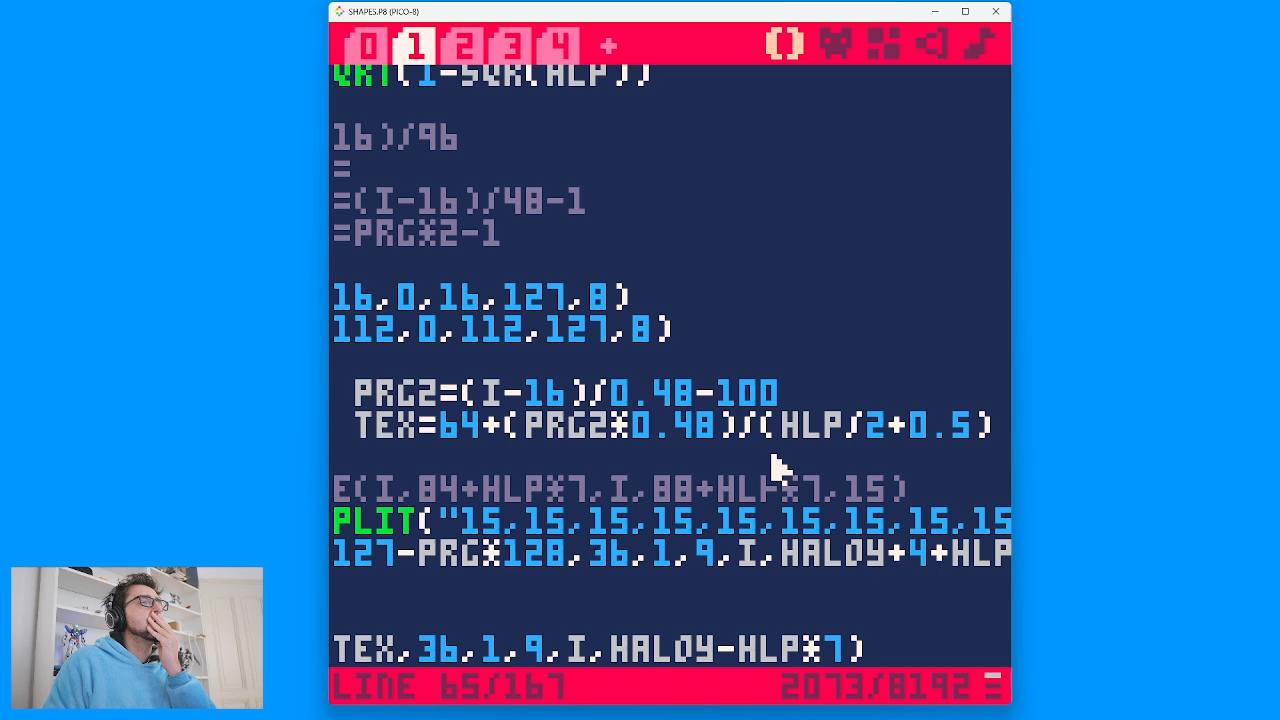 SHAPES.P8 (PICO-8)
0 1 2 3 4 +
QRT(1-SQR(HLP))
16)/96
=
=(I-16)/48-1
=PRG*2-1
16,0,16,127,8)
112,0,112,127,8)
PRG2=(I-16)/0.48-100
TEX=64+(PRG2*0.48)/(HLP/2+0.5)
E(I,84+HLP*7,I,88+HLP*7,15)
PLIT("15,15,15,15,15,15,15,15,15
127-PRG*128,36,1,9,I,HALOY+4+HLP
TEX,36,1,9,I,HALOY-HLP*7)
LINE 65/167 2073/8192